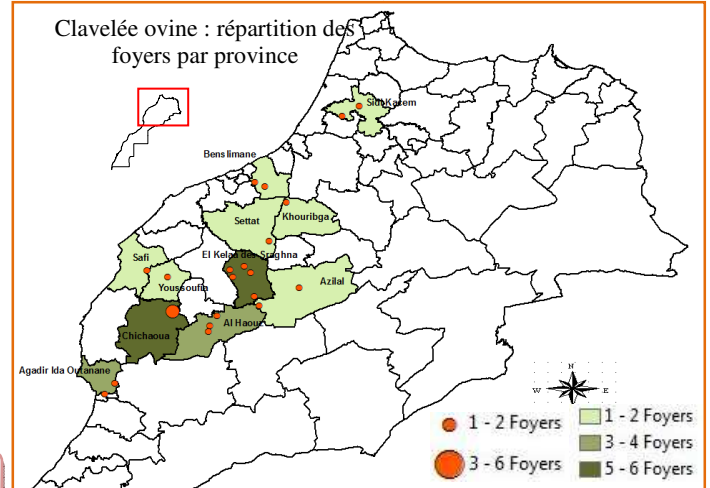 Clavelée ovine : répartition des
foyers par province
Sidi Kacem
Benslimane
Khouribga
Settat
El Kelaa des Sraghna
Safi
Youssoufia
Azilal
Al Haouz
Chichaoua
Agadir Ida Outanane
N
W
E
S
1 - 2 Foyers
3 - 6 Foyers
1 - 2 Foyers
3 - 4 Foyers
5 - 6 Foyers